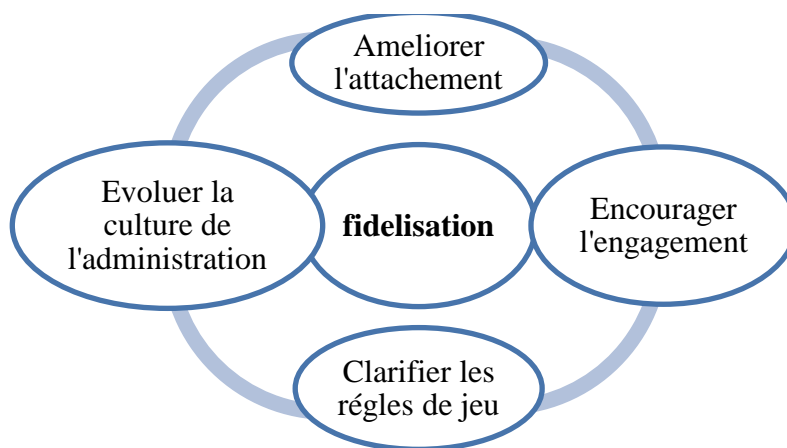 Ameliorer
l'attachement
Evoluer la
culture de
l'administration
fidelisation
Encourager
l'engagement
Clarifier les
régles de jeu